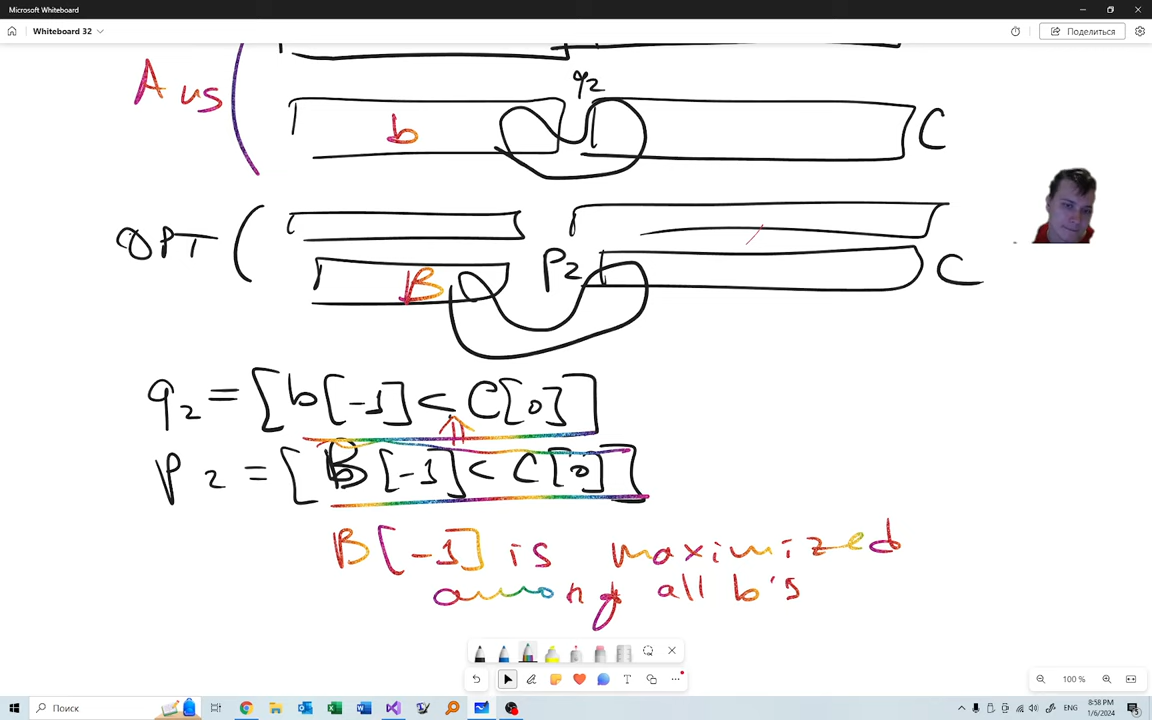 Microsoft Whiteboard
Whiteboard 32
Поделиться
A us
q2
b
C
OPT (
P2
B
C
q2 = [b[-1] < C[0]]
P2 = [B[-1] < C[0]]
B[-1] is maximized
among all b's
100 %
Поиск
ENG
8:58 PM
1/6/2024